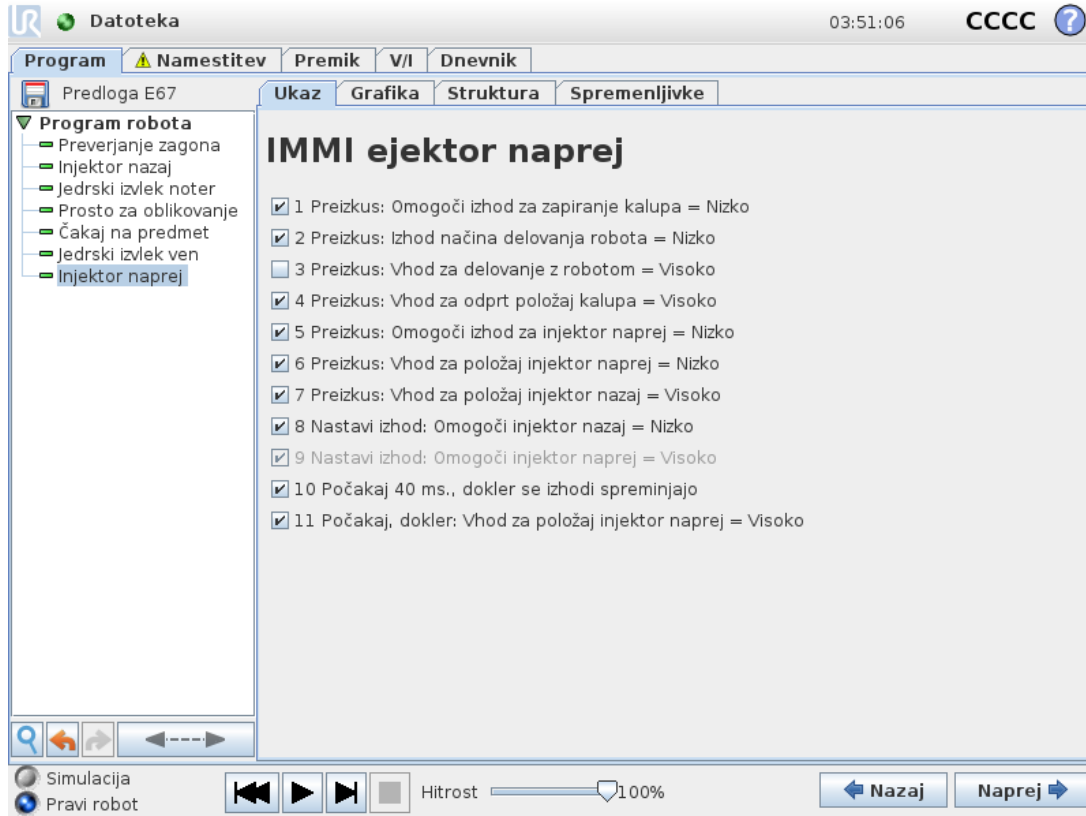 UR Datoteka 03:51:06 CCCC ?
Program Namestitev Premik V/I Dnevnik
Predloga E67
Ukaz Grafika Struktura Spremenljivke
Program robota
Preverjanje zagona
Injektor nazaj
Jedrski izvlek noter
Prosto za oblikovanje
Čakaj na predmet
Jedrski izvlek ven
Injektor naprej
IMMI ejektor naprej
1 Preizkus: Omogoči izhod za zapiranje kalupa = Nizko
2 Preizkus: Izhod načina delovanja robota = Nizko
3 Preizkus: Vhod za delovanje z robotom = Visoko
4 Preizkus: Vhod za odprt položaj kalupa = Visoko
5 Preizkus: Omogoči izhod za injektor naprej = Nizko
6 Preizkus: Vhod za položaj injektor naprej = Nizko
7 Preizkus: Vhod za položaj injektor nazaj = Visoko
8 Nastavi izhod: Omogoči injektor nazaj = Nizko
9 Nastavi izhod: Omogoči injektor naprej = Visoko
10 Počakaj 40 ms., dokler se izhodi spreminjajo
11 Počakaj, dokler: Vhod za položaj injektor naprej = Visoko
Simulacija
Pravi robot
Hitrost 100%
Nazaj Naprej